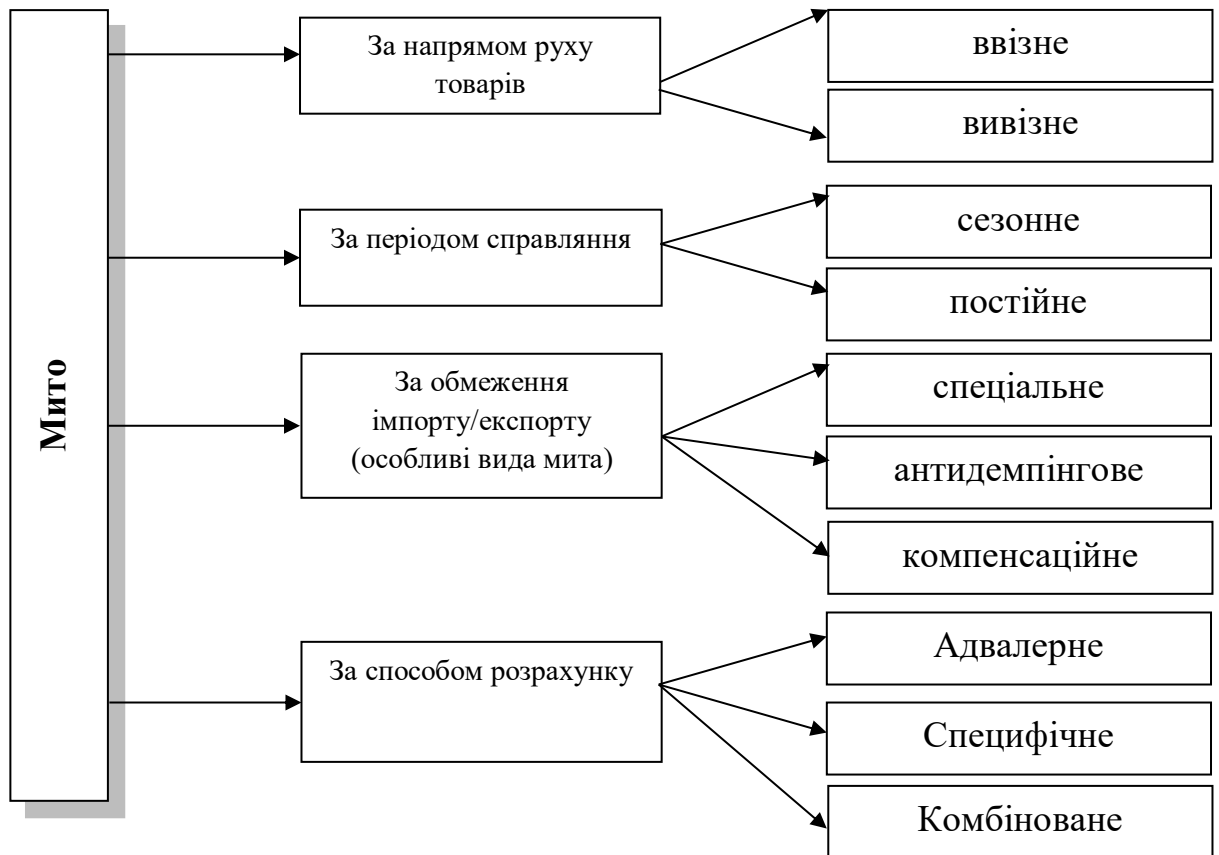 Мито
За напрямом руху
товарів
ввізне
вивізне
За періодом справляння
сезонне
постійне
За обмеження
імпорту/експорту
(особливі вида мита)
спеціальне
антидемпінгове
компенсаційне
За способом розрахунку
Адвалерне
Специфічне
Комбіноване